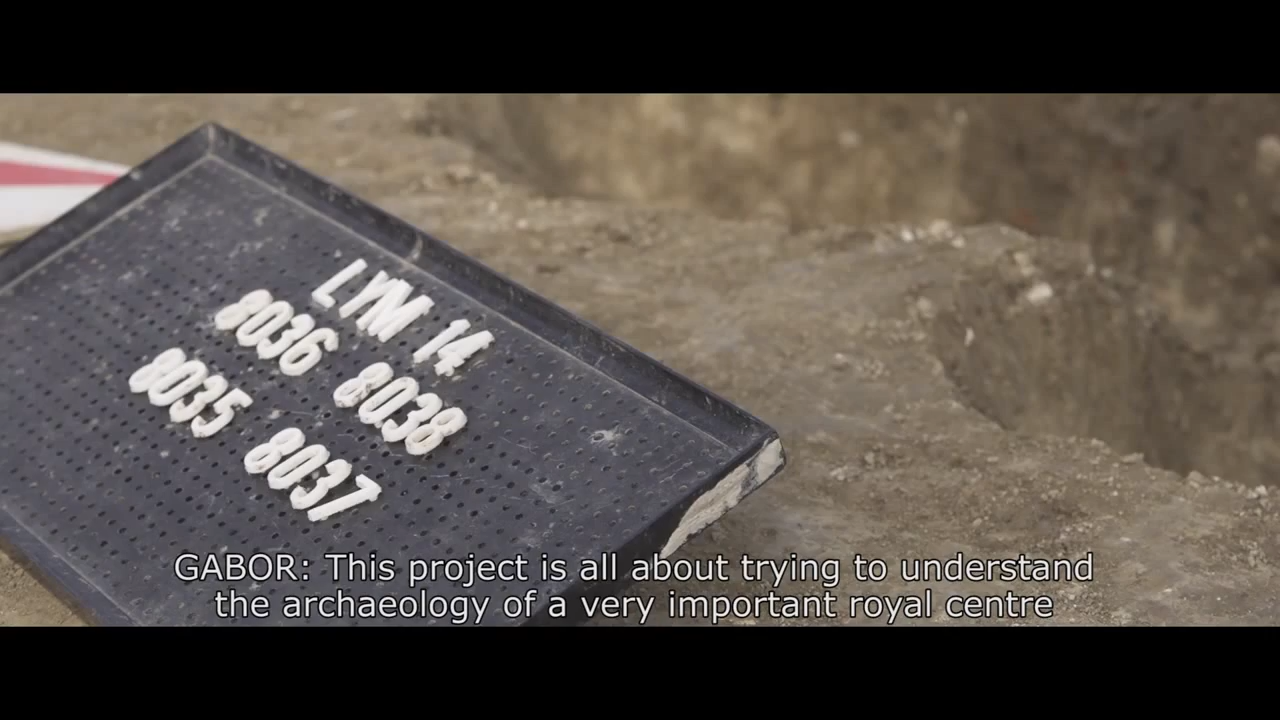 LYM 14
8036 8038
8035 8037
GABOR: This project is all about trying to understand
the archaeology of a very important royal centre